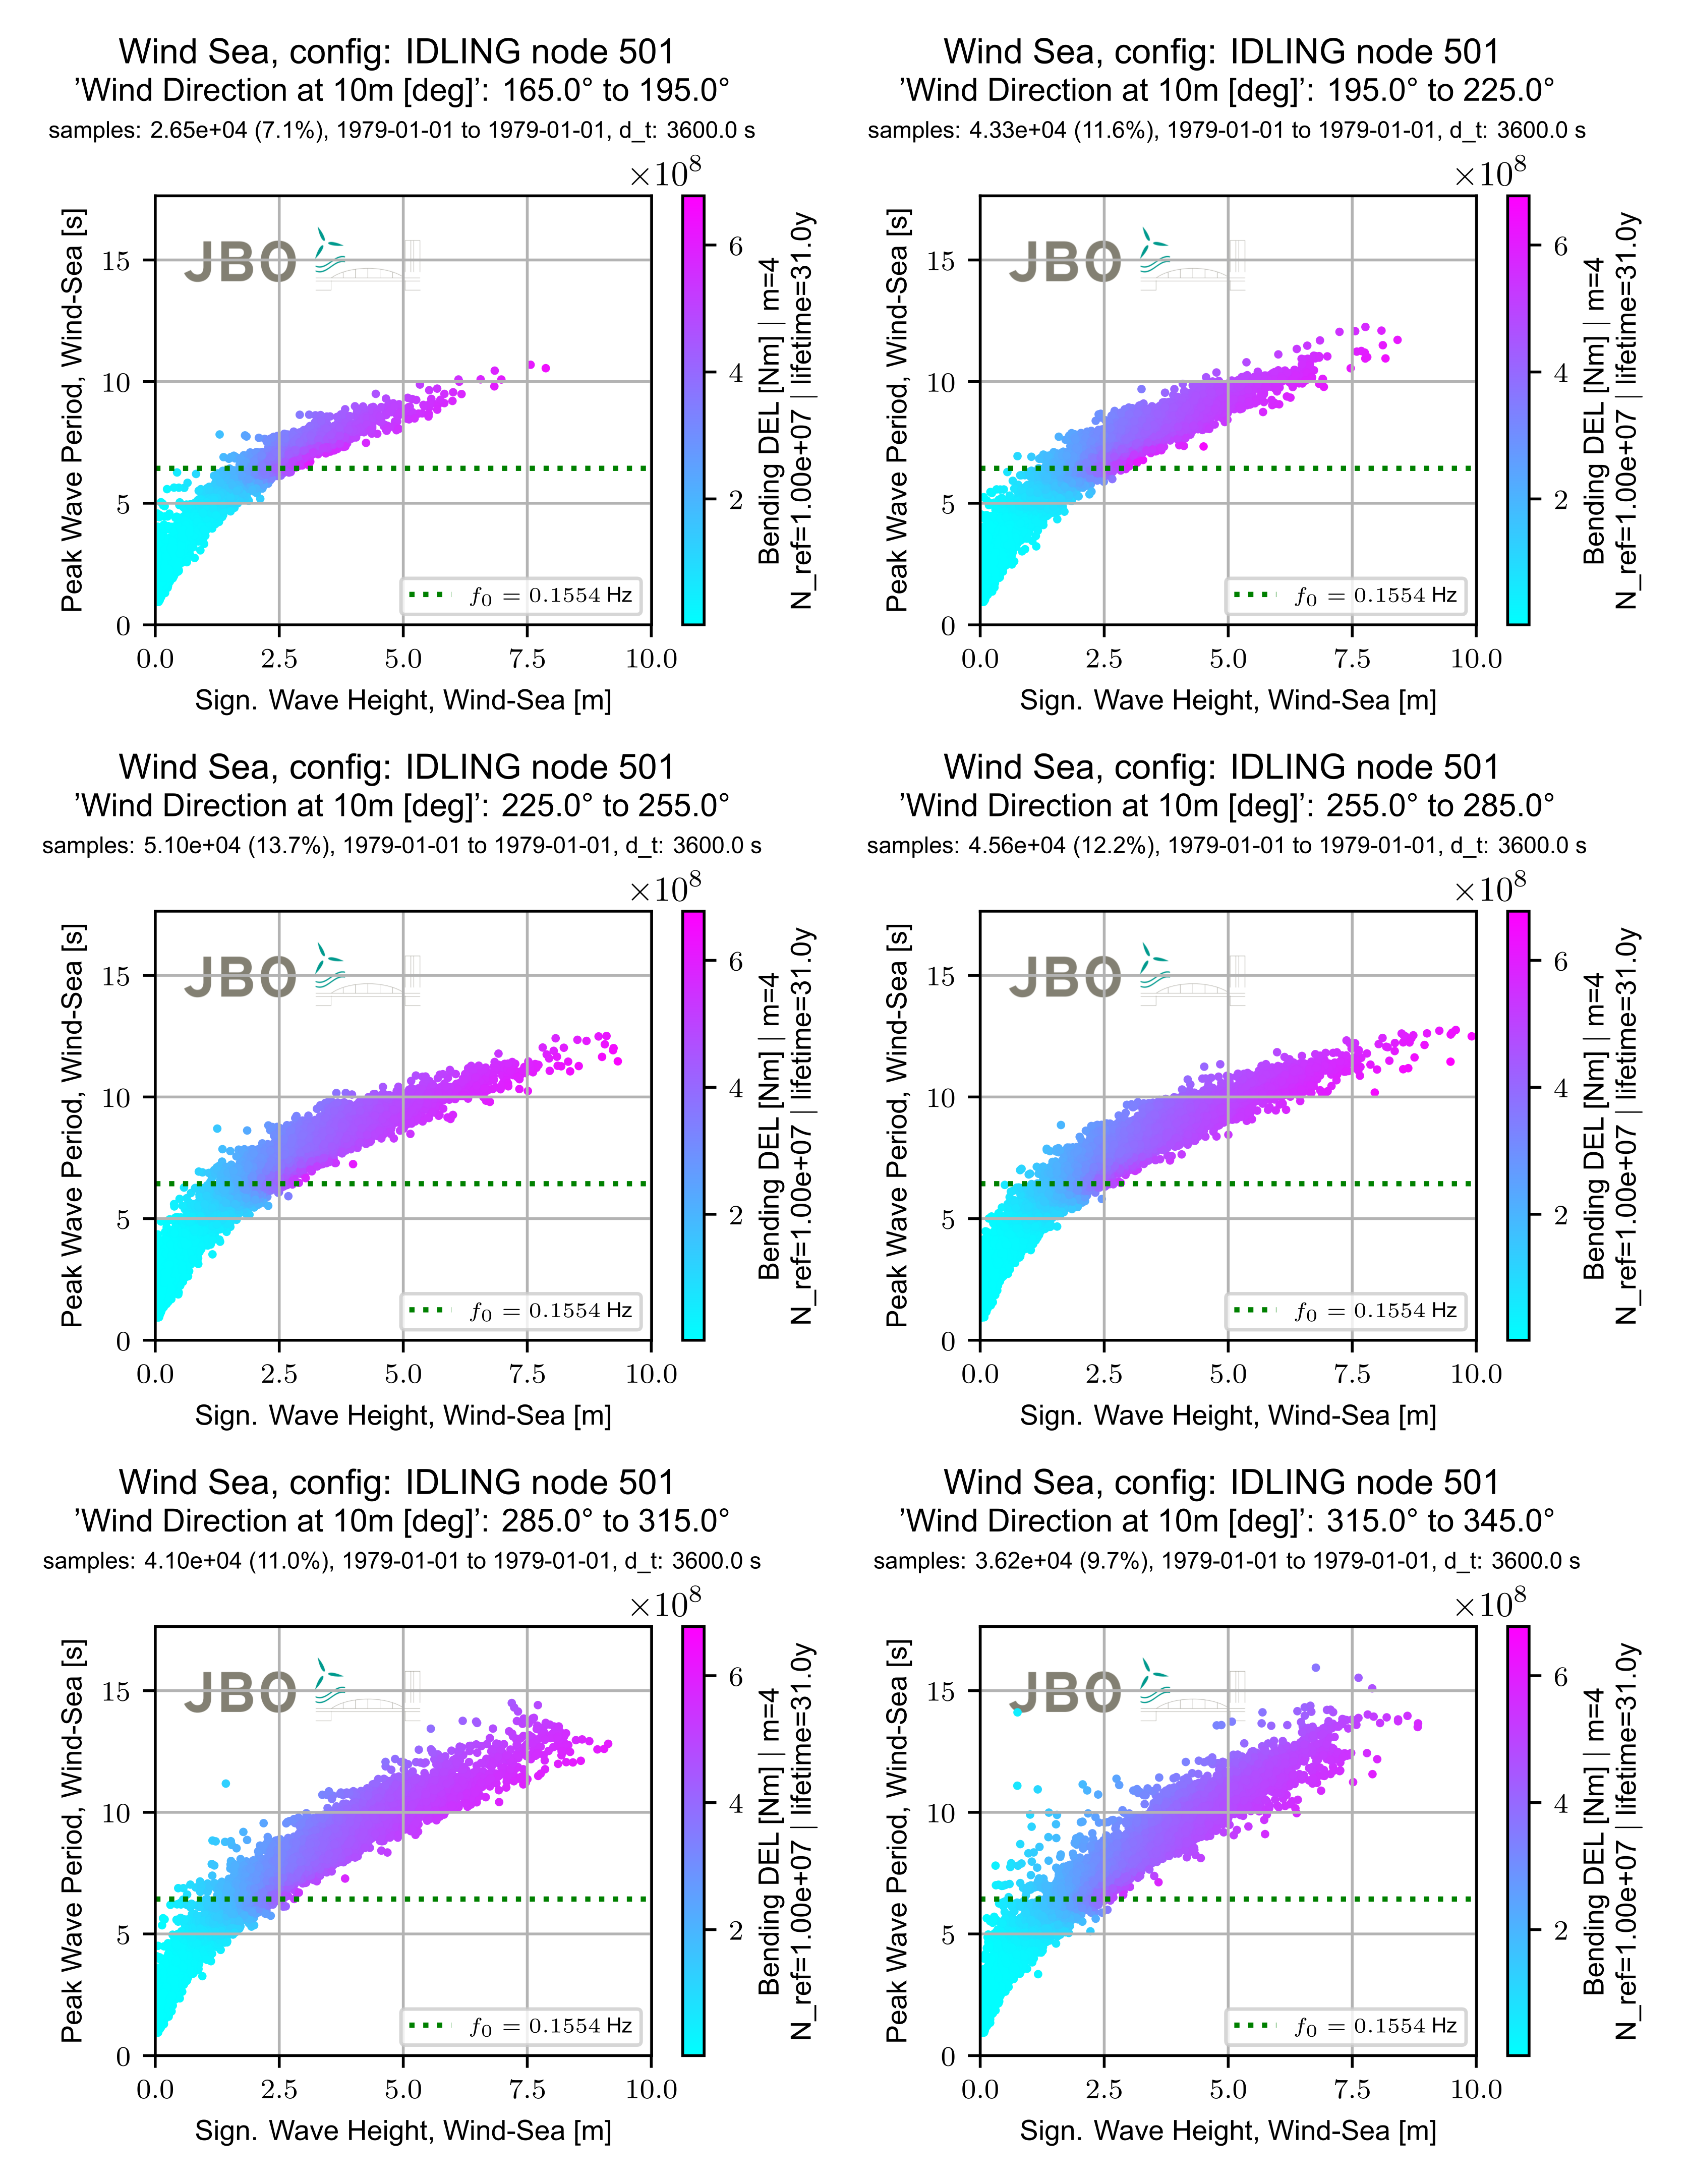 Wind Sea, config: IDLING node 501
'Wind Direction at 10m [deg]': 165.0° to 195.0°
samples: 2.65e+04 (7.1%), 1979-01-01 to 1979-01-01, d_t: 3600.0 s
×10⁸
JBO
Peak Wave Period, Wind-Sea [s]
15
10
5
0
0.0 2.5 5.0 7.5 10.0
Sign. Wave Height, Wind-Sea [m]
f₀ = 0.1554 Hz
6
4
2
Bending DEL [Nm] | m=4
N_ref=1.00e+07 | lifetime=31.0y
Wind Sea, config: IDLING node 501
'Wind Direction at 10m [deg]': 195.0° to 225.0°
samples: 4.33e+04 (11.6%), 1979-01-01 to 1979-01-01, d_t: 3600.0 s
×10⁸
JBO
Peak Wave Period, Wind-Sea [s]
15
10
5
0
0.0 2.5 5.0 7.5 10.0
Sign. Wave Height, Wind-Sea [m]
f₀ = 0.1554 Hz
6
4
2
Bending DEL [Nm] | m=4
N_ref=1.00e+07 | lifetime=31.0y
Wind Sea, config: IDLING node 501
'Wind Direction at 10m [deg]': 225.0° to 255.0°
samples: 5.10e+04 (13.7%), 1979-01-01 to 1979-01-01, d_t: 3600.0 s
×10⁸
JBO
Peak Wave Period, Wind-Sea [s]
15
10
5
0
0.0 2.5 5.0 7.5 10.0
Sign. Wave Height, Wind-Sea [m]
f₀ = 0.1554 Hz
6
4
2
Bending DEL [Nm] | m=4
N_ref=1.00e+07 | lifetime=31.0y
Wind Sea, config: IDLING node 501
'Wind Direction at 10m [deg]': 255.0° to 285.0°
samples: 4.56e+04 (12.2%), 1979-01-01 to 1979-01-01, d_t: 3600.0 s
×10⁸
JBO
Peak Wave Period, Wind-Sea [s]
15
10
5
0
0.0 2.5 5.0 7.5 10.0
Sign. Wave Height, Wind-Sea [m]
f₀ = 0.1554 Hz
6
4
2
Bending DEL [Nm] | m=4
N_ref=1.00e+07 | lifetime=31.0y
Wind Sea, config: IDLING node 501
'Wind Direction at 10m [deg]': 285.0° to 315.0°
samples: 4.10e+04 (11.0%), 1979-01-01 to 1979-01-01, d_t: 3600.0 s
×10⁸
JBO
Peak Wave Period, Wind-Sea [s]
15
10
5
0
0.0 2.5 5.0 7.5 10.0
Sign. Wave Height, Wind-Sea [m]
f₀ = 0.1554 Hz
6
4
2
Bending DEL [Nm] | m=4
N_ref=1.00e+07 | lifetime=31.0y
Wind Sea, config: IDLING node 501
'Wind Direction at 10m [deg]': 315.0° to 345.0°
samples: 3.62e+04 (9.7%), 1979-01-01 to 1979-01-01, d_t: 3600.0 s
×10⁸
JBO
Peak Wave Period, Wind-Sea [s]
15
10
5
0
0.0 2.5 5.0 7.5 10.0
Sign. Wave Height, Wind-Sea [m]
f₀ = 0.1554 Hz
6
4
2
Bending DEL [Nm] | m=4
N_ref=1.00e+07 | lifetime=31.0y